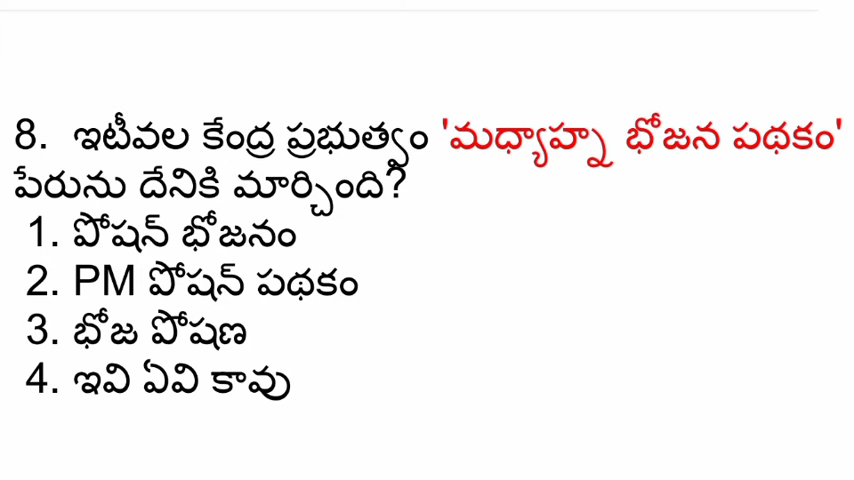 8. ఇటీవల కేంద్ర ప్రభుత్వం 'మధ్యాహ్న భోజన పథకం'
పేరును దేనికి మార్చింది?
1. పోషన్ భోజనం
2. PM పోషన్ పథకం
3. భోజ పోషణ
4. ఇవి ఏవి కావు